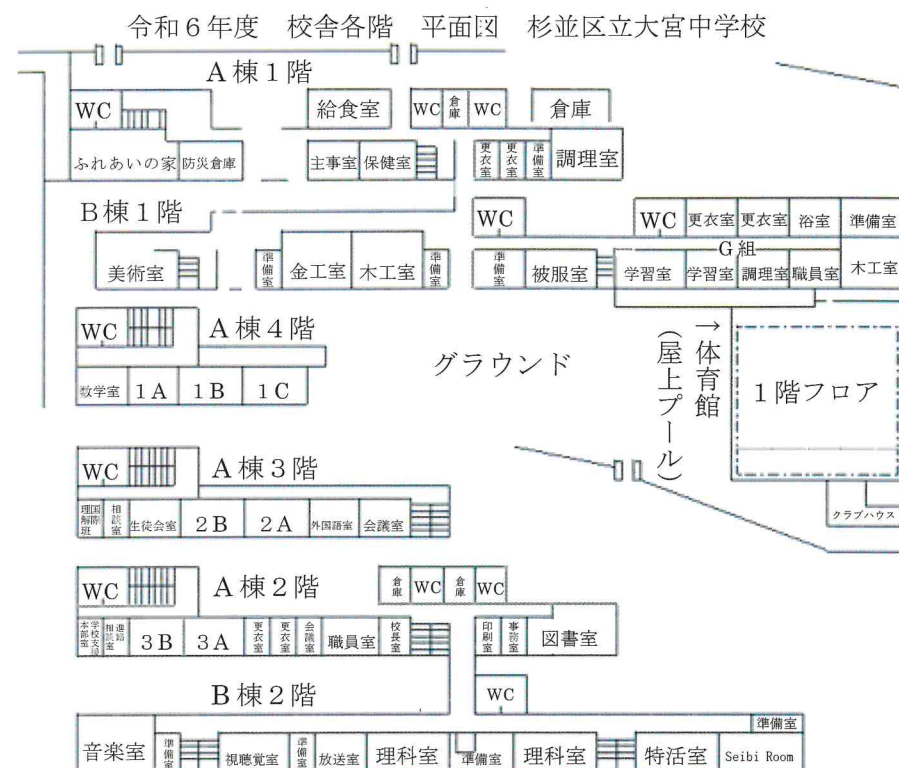 令和6年度 校舎各階 平面図 杉並区立大宮中学校
A棟1階
WC
給食室
WC
倉庫
WC
倉庫
ふれあいの家
防災倉庫
主事室
保健室
更衣室
更衣室
準備室
調理室
B棟1階
WC
WC
更衣室
更衣室
浴室
準備室
G組
美術室
準備室
金工室
木工室
準備室
準備室
被服室
学習室
学習室
調理室
職員室
木工室
WC
A棟4階
グラウンド
→体育館
(屋上プール)
1階フロア
数学室
1A
1B
1C
WC
A棟3階
クラブハウス
相談室
生徒会室
2B
2A
外国語室
会議室
WC
A棟2階
倉庫
WC
倉庫
WC
進路
相談室
3B
3A
更衣室
更衣室
会議室
職員室
校長室
印刷室
事務室
図書室
B棟2階
WC
準備室
音楽室
準備室
視聴覚室
準備室
放送室
理科室
準備室
理科室
特活室
Seibi Room